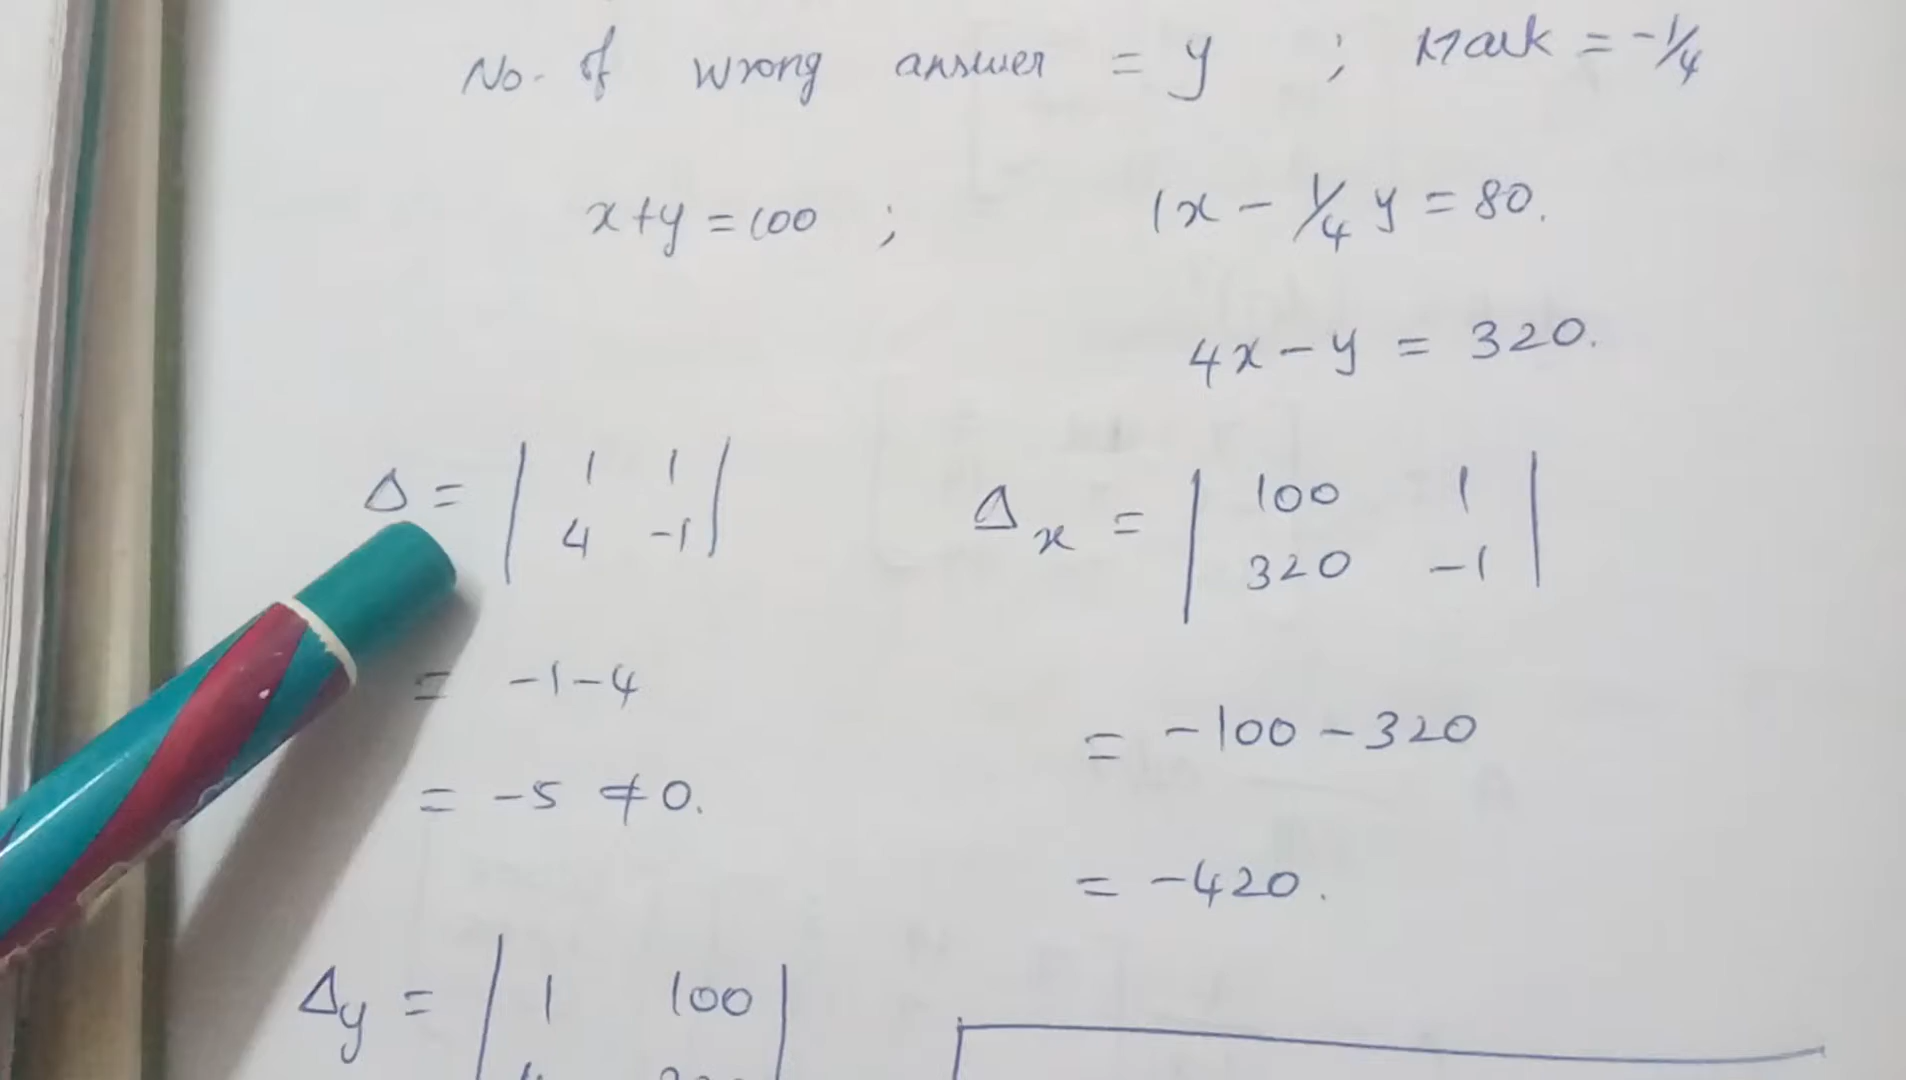 No. of wrong answer = y ; Mark = -1/4
x+y = 100 ; 1x - 1/4 y = 80.
4x - y = 320.
Δ = | 1 1 | Δx = | 100 1 |
| 4 -1 | | 320 -1 |
= -1-4 = -100 - 320
= -5 ≠ 0. = -420.
Δy = | 1 100 |